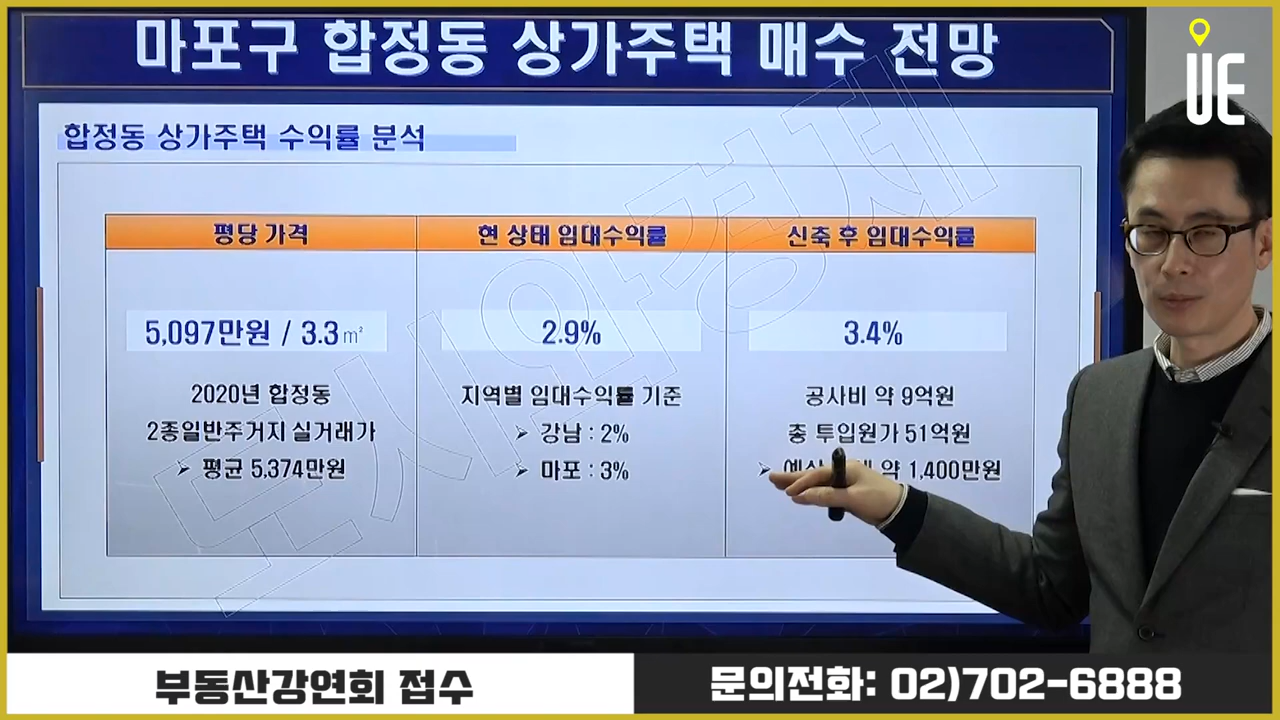 마포구 합정동 상가주택 매수 전망
UE
합정동 상가주택 수익률 분석
평당 가격
현 상태 임대수익률
신축 후 임대수익률
5,097만원 / 3.3㎡
2.9%
3.4%
2020년 합정동
2종일반주거지 실거래가
➢ 평균 5,374만원
지역별 임대수익률 기준
➢ 강남 : 2%
➢ 마포 : 3%
공사비 약 9억원
총 투입원가 51억원
➢ 약 1,400만원
도시와경제
부동산강연회 접수
문의전화: 02)702-6888